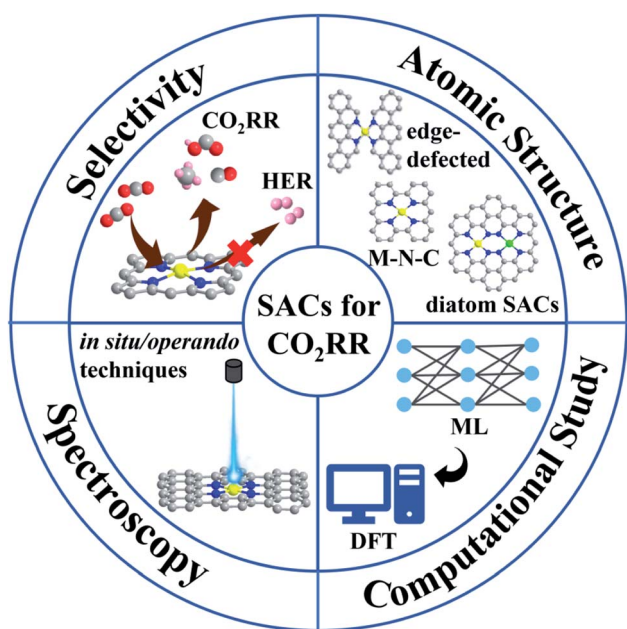 Selectivity
CO₂RR
HER
Atomic Structure
edge-
defected
M-N-C
diatom SACs
SACs for
CO₂RR
in situ/operando
techniques
Spectroscopy
ML
DFT
Computational Study